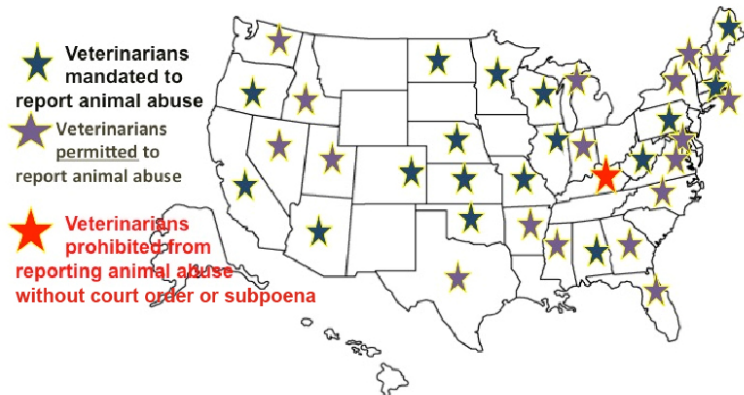 Veterinarians
mandated to
report animal abuse
Veterinarians
permitted to
report animal abuse
Veterinarians
prohibited from
reporting animal abuse
without court order or subpoena